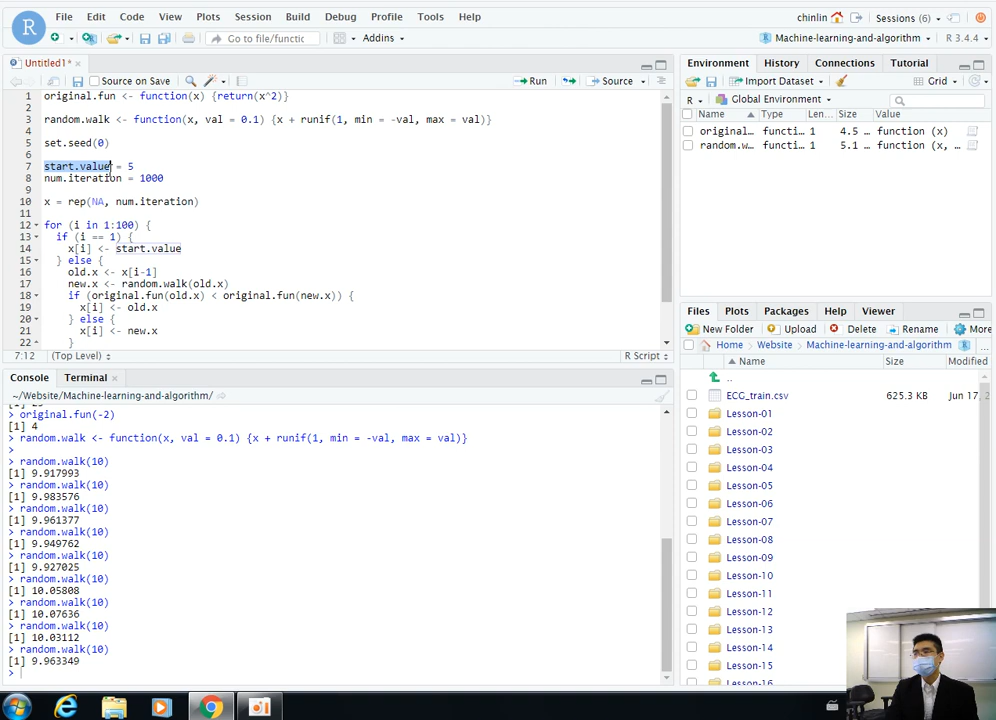 File Edit Code View Plots Session Build Debug Profile Tools Help
chinlin Sessions (6)
R
Go to file/functic Addins
Machine-learning-and-algorithm R 3.4.4
Untitled1* ×
Source on Save Run Source
1 original.fun <- function(x) {return(x^2)}
2
3 random.walk <- function(x, val = 0.1) {x + runif(1, min = -val, max = val)}
4
5 set.seed(0)
6
7 start.value = 5
8 num.iteration = 1000
9
10 x = rep(NA, num.iteration)
11
12 for (i in 1:100) {
13 if (i == 1) {
14 x[i] <- start.value
15 } else {
16 old.x <- x[i-1]
17 new.x <- random.walk(old.x)
18 if (original.fun(old.x) < original.fun(new.x)) {
19 x[i] <- old.x
20 } else {
21 x[i] <- new.x
22 }
7:12 (Top Level) R Script
Console Terminal ×
~/Website/Machine-learning-and-algorithm/
[1] 25
> original.fun(-2)
[1] 4
> random.walk <- function(x, val = 0.1) {x + runif(1, min = -val, max = val)}
>
> random.walk(10)
[1] 9.917993
> random.walk(10)
[1] 9.983576
> random.walk(10)
[1] 9.961377
> random.walk(10)
[1] 9.949762
> random.walk(10)
[1] 9.927025
> random.walk(10)
[1] 10.05808
> random.walk(10)
[1] 10.07636
> random.walk(10)
[1] 10.03112
> random.walk(10)
[1] 9.963349
>
Environment History Connections Tutorial
Import Dataset Grid
R Global Environment
Name Type Len… Size Value
original… functi… 1 4.5 … function (x)
random.w… functi… 1 5.1 … function (x, …
Files Plots Packages Help Viewer
New Folder Upload Delete Rename More
Home Website Machine-learning-and-algorithm R …
Name Size Modified
..
ECG_train.csv 625.3 KB Jun 17, 2
Lesson-01
Lesson-02
Lesson-03
Lesson-04
Lesson-05
Lesson-06
Lesson-07
Lesson-08
Lesson-09
Lesson-10
Lesson-11
Lesson-12
Lesson-13
Lesson-14
Lesson-15
Lesson-16